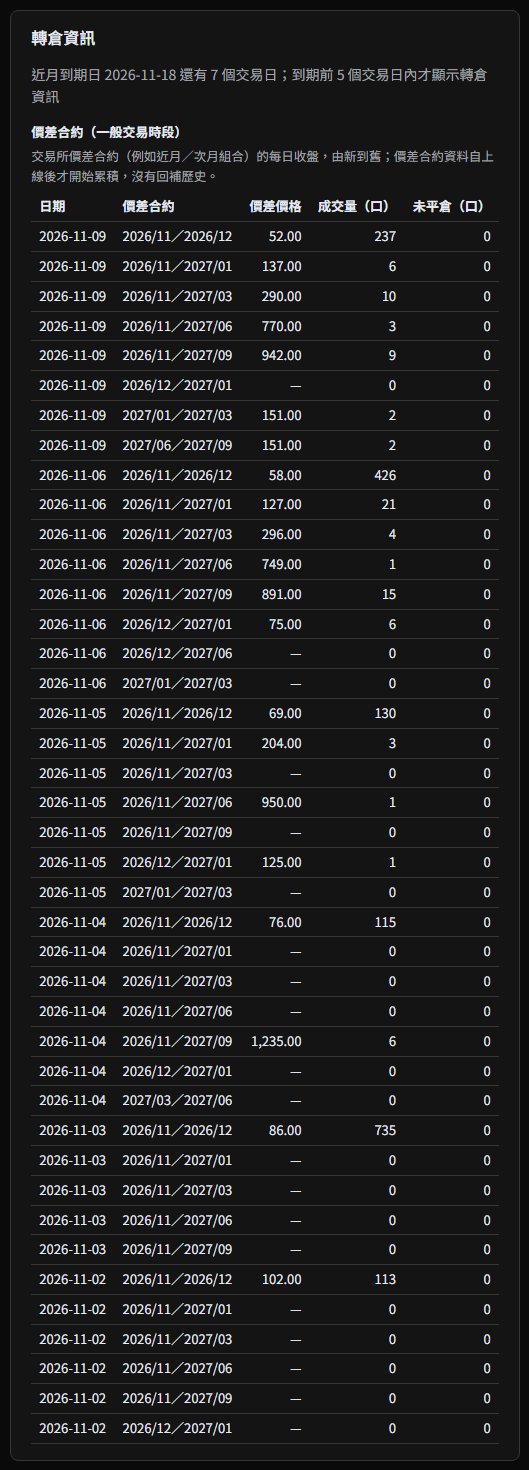 轉倉資訊
近月到期日 2026-11-18 還有 7 個交易日；到期前 5 個交易日內才顯示轉倉
資訊
價差合約（一般交易時段）
交易所價差合約（例如近月／次月組合）的每日收盤，由新到舊；價差合約資料自上
線後才開始累積，沒有回補歷史。
日期 價差合約 價差價格 成交量（口） 未平倉（口）
2026-11-09 2026/11／2026/12 52.00 237 0
2026-11-09 2026/11／2027/01 137.00 6 0
2026-11-09 2026/11／2027/03 290.00 10 0
2026-11-09 2026/11／2027/06 770.00 3 0
2026-11-09 2026/11／2027/09 942.00 9 0
2026-11-09 2026/12／2027/01 — 0 0
2026-11-09 2027/01／2027/03 151.00 2 0
2026-11-09 2027/06／2027/09 151.00 2 0
2026-11-06 2026/11／2026/12 58.00 426 0
2026-11-06 2026/11／2027/01 127.00 21 0
2026-11-06 2026/11／2027/03 296.00 4 0
2026-11-06 2026/11／2027/06 749.00 1 0
2026-11-06 2026/11／2027/09 891.00 15 0
2026-11-06 2026/12／2027/01 75.00 6 0
2026-11-06 2026/12／2027/06 — 0 0
2026-11-06 2027/01／2027/03 — 0 0
2026-11-05 2026/11／2026/12 69.00 130 0
2026-11-05 2026/11／2027/01 204.00 3 0
2026-11-05 2026/11／2027/03 — 0 0
2026-11-05 2026/11／2027/06 950.00 1 0
2026-11-05 2026/11／2027/09 — 0 0
2026-11-05 2026/12／2027/01 125.00 1 0
2026-11-05 2027/01／2027/03 — 0 0
2026-11-04 2026/11／2026/12 76.00 115 0
2026-11-04 2026/11／2027/01 — 0 0
2026-11-04 2026/11／2027/03 — 0 0
2026-11-04 2026/11／2027/06 — 0 0
2026-11-04 2026/11／2027/09 1,235.00 6 0
2026-11-04 2026/12／2027/01 — 0 0
2026-11-04 2027/03／2027/06 — 0 0
2026-11-03 2026/11／2026/12 86.00 735 0
2026-11-03 2026/11／2027/01 — 0 0
2026-11-03 2026/11／2027/03 — 0 0
2026-11-03 2026/11／2027/06 — 0 0
2026-11-03 2026/11／2027/09 — 0 0
2026-11-02 2026/11／2026/12 102.00 113 0
2026-11-02 2026/11／2027/01 — 0 0
2026-11-02 2026/11／2027/03 — 0 0
2026-11-02 2026/11／2027/06 — 0 0
2026-11-02 2026/11／2027/09 — 0 0
2026-11-02 2026/12／2027/01 — 0 0